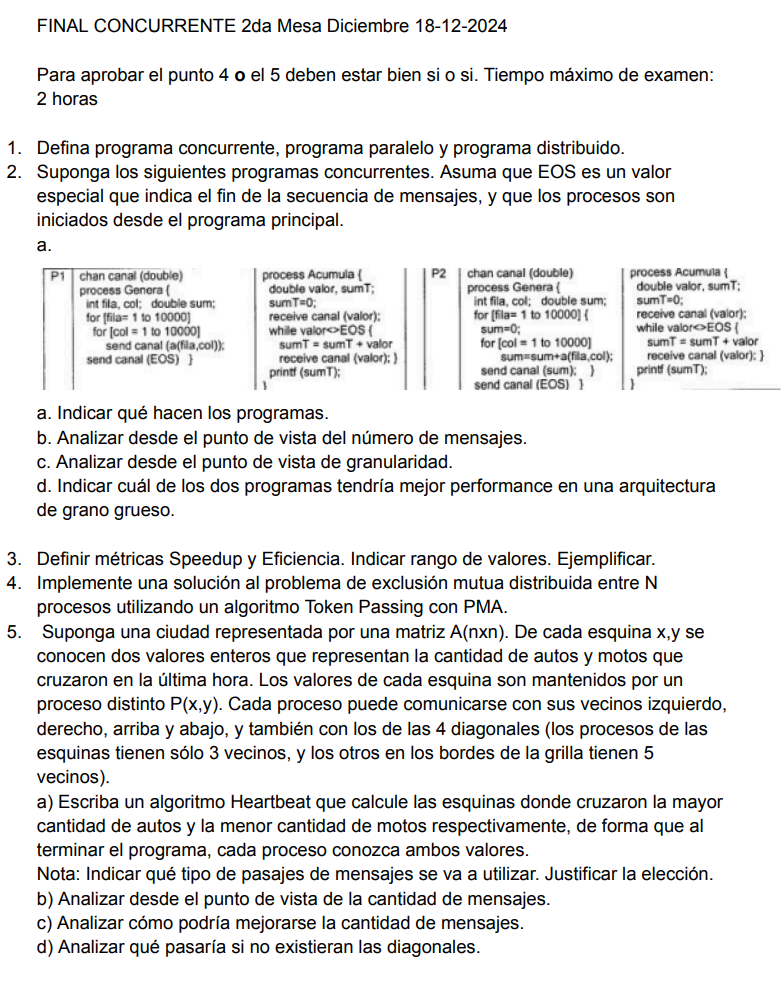 FINAL CONCURRENTE 2da Mesa Diciembre 18-12-2024
Para aprobar el punto 4 o el 5 deben estar bien si o si. Tiempo máximo de examen:
2 horas
1. Defina programa concurrente, programa paralelo y programa distribuido.
2. Suponga los siguientes programas concurrentes. Asuma que EOS es un valor
especial que indica el fin de la secuencia de mensajes, y que los procesos son
iniciados desde el programa principal.
a.
P1
chan canal (double)
process Genera {
int fila, col; double sum;
for [fila= 1 to 10000]
for [col = 1 to 10000]
send canal (a(fila,col));
send canal (EOS) }
process Acumula {
double valor, sumT;
sumT=0;
receive canal (valor);
while valor<>EOS {
sumT = sumT + valor
receive canal (valor); }
printf (sumT);
}
P2
chan canal (double)
process Genera {
int fila, col; double sum;
for [fila= 1 to 10000] {
sum=0;
for [col = 1 to 10000]
sum=sum+a(fila,col);
send canal (sum); }
send canal (EOS) }
process Acumula {
double valor, sumT;
sumT=0;
receive canal (valor);
while valor<>EOS {
sumT = sumT + valor
receive canal (valor); }
printf (sumT);
}
a. Indicar qué hacen los programas.
b. Analizar desde el punto de vista del número de mensajes.
c. Analizar desde el punto de vista de granularidad.
d. Indicar cuál de los dos programas tendría mejor performance en una arquitectura
de grano grueso.
3. Definir métricas Speedup y Eficiencia. Indicar rango de valores. Ejemplificar.
4. Implemente una solución al problema de exclusión mutua distribuida entre N
procesos utilizando un algoritmo Token Passing con PMA.
5. Suponga una ciudad representada por una matriz A(nxn). De cada esquina x,y se
conocen dos valores enteros que representan la cantidad de autos y motos que
cruzaron en la última hora. Los valores de cada esquina son mantenidos por un
proceso distinto P(x,y). Cada proceso puede comunicarse con sus vecinos izquierdo,
derecho, arriba y abajo, y también con los de las 4 diagonales (los procesos de las
esquinas tienen sólo 3 vecinos, y los otros en los bordes de la grilla tienen 5
vecinos).
a) Escriba un algoritmo Heartbeat que calcule las esquinas donde cruzaron la mayor
cantidad de autos y la menor cantidad de motos respectivamente, de forma que al
terminar el programa, cada proceso conozca ambos valores.
Nota: Indicar qué tipo de pasajes de mensajes se va a utilizar. Justificar la elección.
b) Analizar desde el punto de vista de la cantidad de mensajes.
c) Analizar cómo podría mejorarse la cantidad de mensajes.
d) Analizar qué pasaría si no existieran las diagonales.